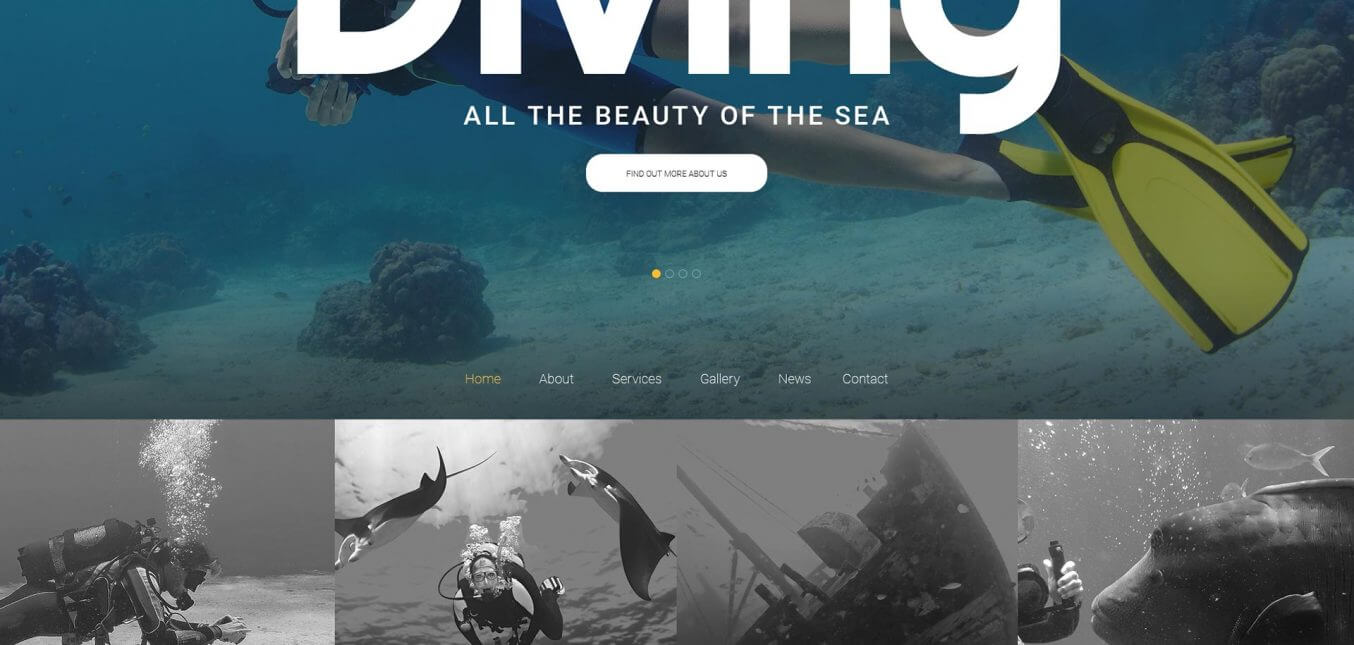 Diving
ALL THE BEAUTY OF THE SEA
FIND OUT MORE ABOUT US
Home About Services Gallery News Contact